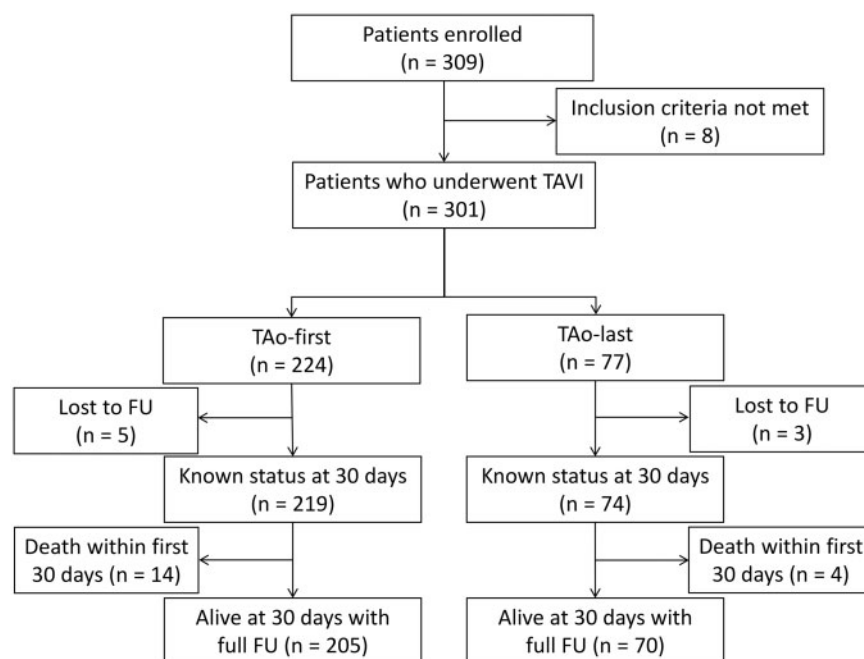 Patients enrolled
(n = 309)
Inclusion criteria not met
(n = 8)
Patients who underwent TAVI
(n = 301)
TAo-first
(n = 224)
TAo-last
(n = 77)
Lost to FU
(n = 5)
Lost to FU
(n = 3)
Known status at 30 days
(n = 219)
Known status at 30 days
(n = 74)
Death within first
30 days (n = 14)
Death within first
30 days (n = 4)
Alive at 30 days with
full FU (n = 205)
Alive at 30 days with
full FU (n = 70)